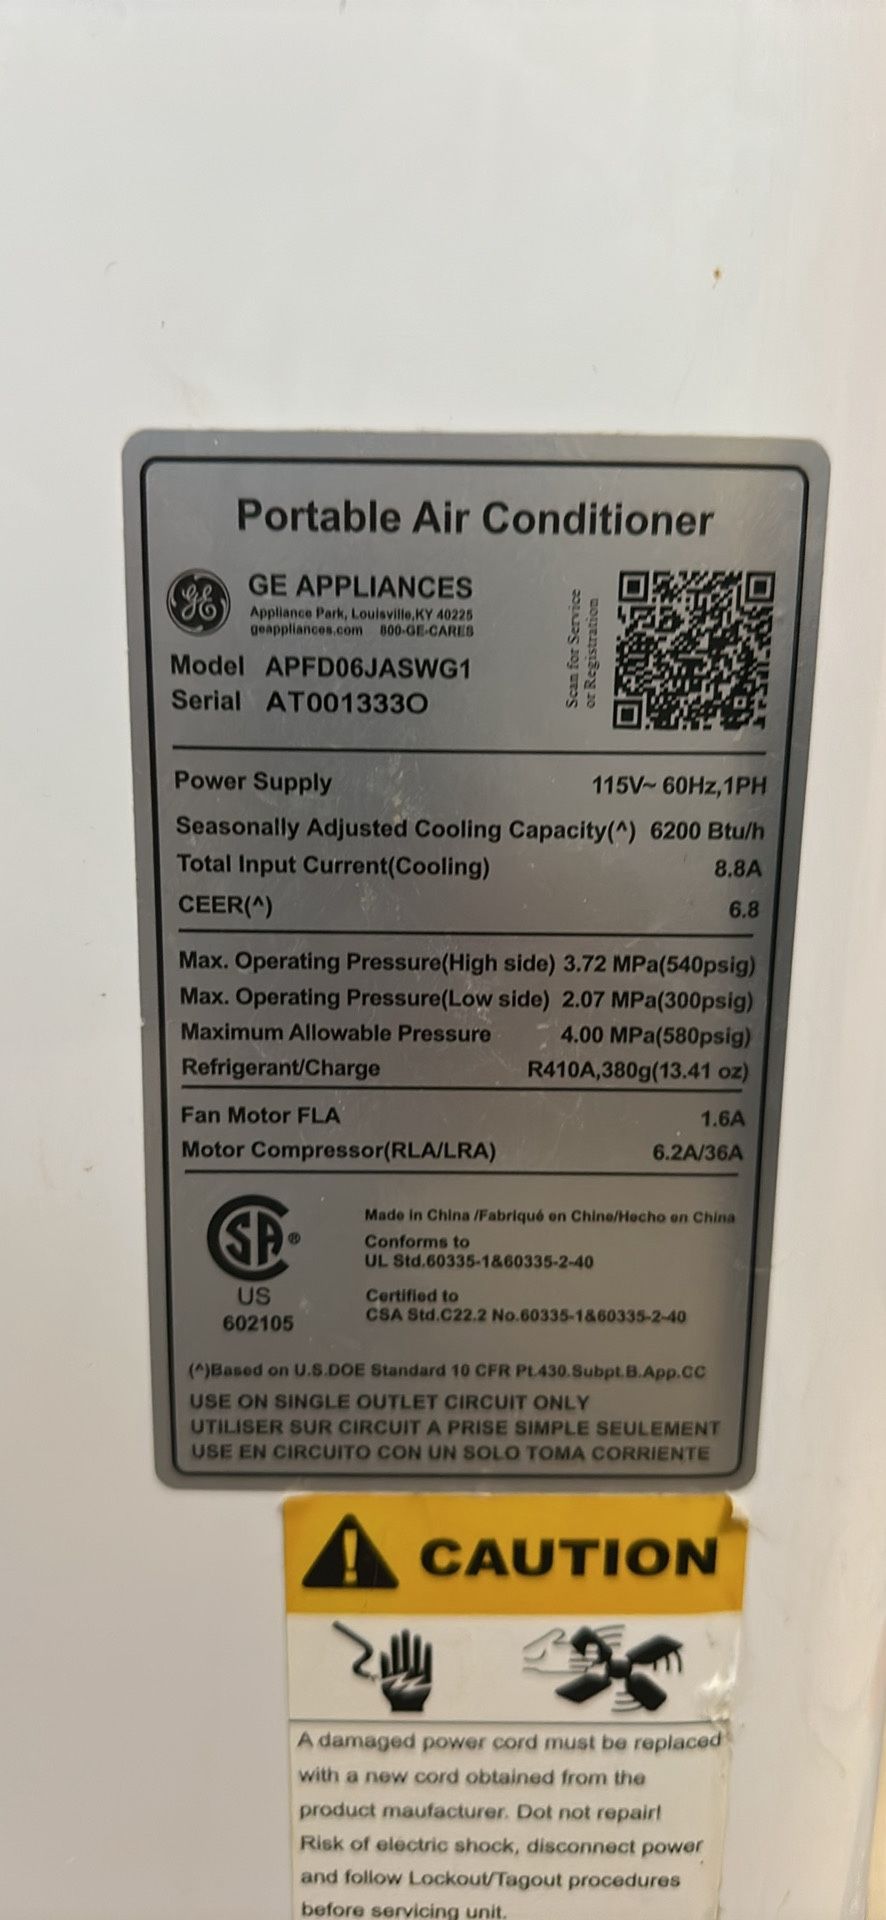 Portable Air Conditioner
GE
GE APPLIANCES
Appliance Park, Louisville,KY 40225
geappliances.com 800-GE-CARES
Scan for Service
or Registration
Model APFD06JASWG1
Serial AT001333O
Power Supply 115V~ 60Hz,1PH
Seasonally Adjusted Cooling Capacity(^) 6200 Btu/h
Total Input Current(Cooling) 8.8A
CEER(^) 6.8
Max. Operating Pressure(High side) 3.72 MPa(540psig)
Max. Operating Pressure(Low side) 2.07 MPa(300psig)
Maximum Allowable Pressure 4.00 MPa(580psig)
Refrigerant/Charge R410A,380g(13.41 oz)
Fan Motor FLA 1.6A
Motor Compressor(RLA/LRA) 6.2A/36A
SA®
US
602105
Made in China /Fabriqué en Chine/Hecho en China
Conforms to
UL Std.60335-1&60335-2-40
Certified to
CSA Std.C22.2 No.60335-1&60335-2-40
(^)Based on U.S.DOE Standard 10 CFR Pt.430.Subpt.B.App.CC
USE ON SINGLE OUTLET CIRCUIT ONLY
UTILISER SUR CIRCUIT A PRISE SIMPLE SEULEMENT
USE EN CIRCUITO CON UN SOLO TOMA CORRIENTE
CAUTION
A damaged power cord must be replaced
with a new cord obtained from the
product maufacturer. Dot not repair!
Risk of electric shock, disconnect power
and follow Lockout/Tagout procedures
before servicing unit.